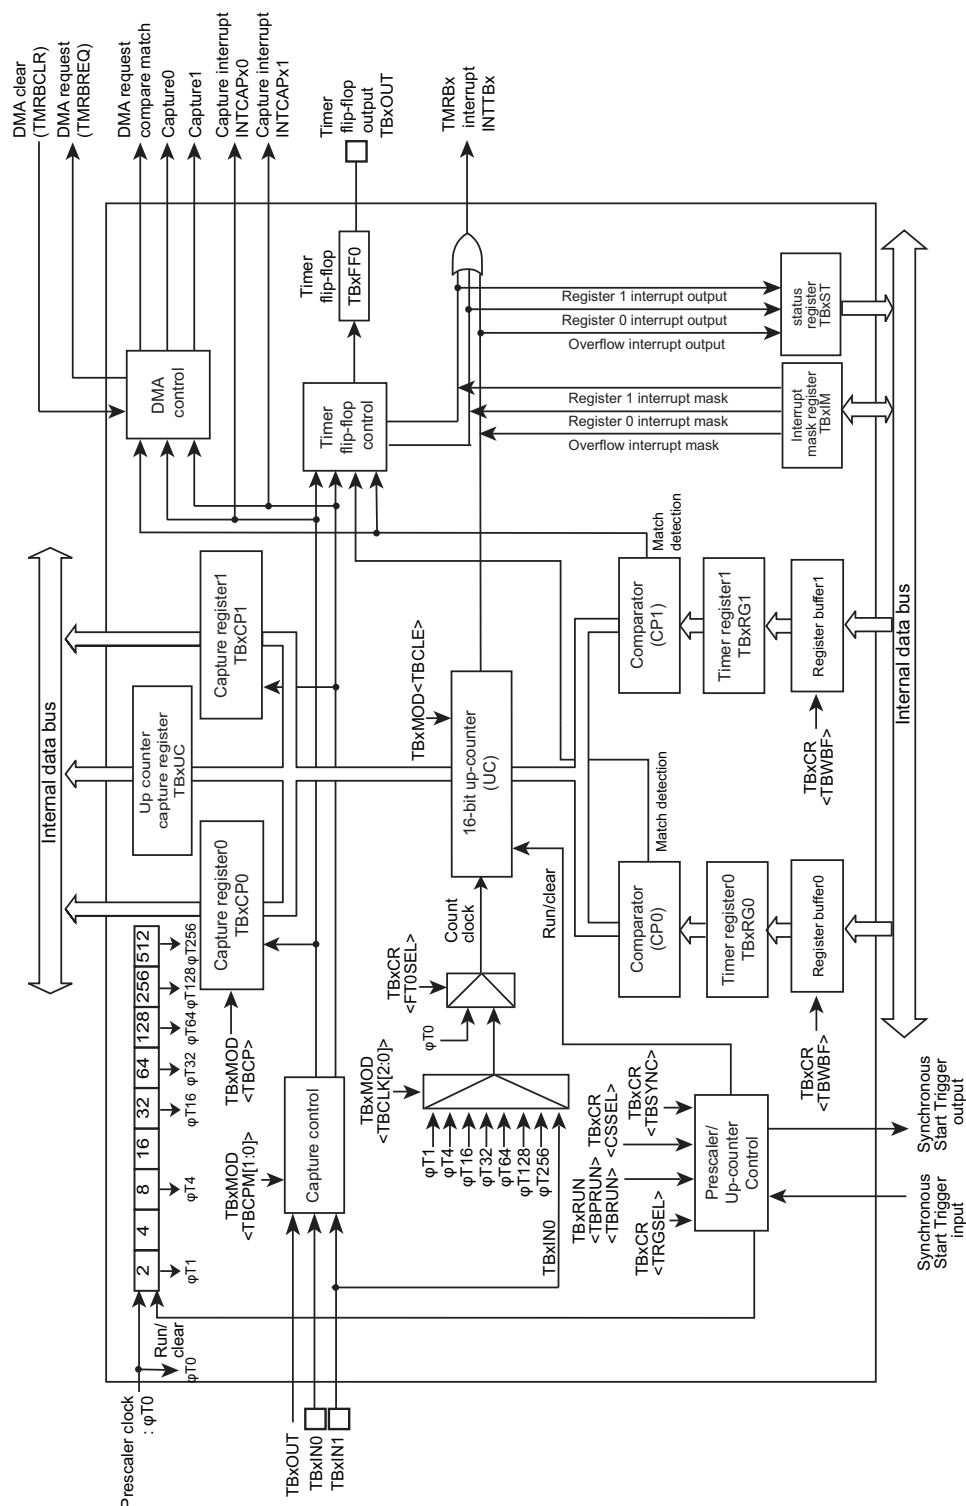 Prescaler clock
: φT0
Run/
clear
φT0
2
4
8
16
32
64
128
256
512
φT1
φT4
φT16
φT32
φT64
φT128
φT256
Internal data bus
TBxOUT
TBxIN0
TBxIN1
TBxMOD
<TBCPM[1:0]>
Capture control
TBxMOD
<TBCP>
Capture register0
TBxCP0
Up counter
capture register
TBxUC
Capture register1
TBxCP1
DMA control
DMA clear
(TMRBCLR)
DMA request
(TMRBREQ)
DMA request
compare match
Capture0
Capture1
Capture interrupt
INTCAPx0
Capture interrupt
INTCAPx1
TBxMOD
<TBCLK[2:0]>
φT1
φT4
φT16
φT32
φT64
φT128
φT256
TBxIN0
TBxCR
<FT0SEL>
φT0
Count
clock
TBxMOD<TBCLE>
16-bit up-counter
(UC)
Run/clear
Timer
flip-flop
control
Timer
flip-flop
TBxFF0
Timer
flip-flop
output
TBxOUT
TMRBx
interrupt
INTTBx
Register 1 interrupt output
Register 0 interrupt output
Overflow interrupt output
Register 1 interrupt mask
Register 0 interrupt mask
Overflow interrupt mask
status
register
TBxST
Interrupt
mask register
TBxIM
TBxRUN
<TBPRUN>
<TBRUN>
TBxCR
<TRGSEL>
TBxCR
<CSSEL>
TBxCR
<TBSYNC>
Prescaler/
Up-counter
Control
Synchronous
Start Trigger
input
Synchronous
Start Trigger
output
Match detection
Comparator
(CP0)
Timer register0
TBxRG0
Register buffer0
TBxCR
<TBWBF>
Match
detection
Comparator
(CP1)
Timer register1
TBxRG1
Register buffer1
TBxCR
<TBWBF>
Internal data bus